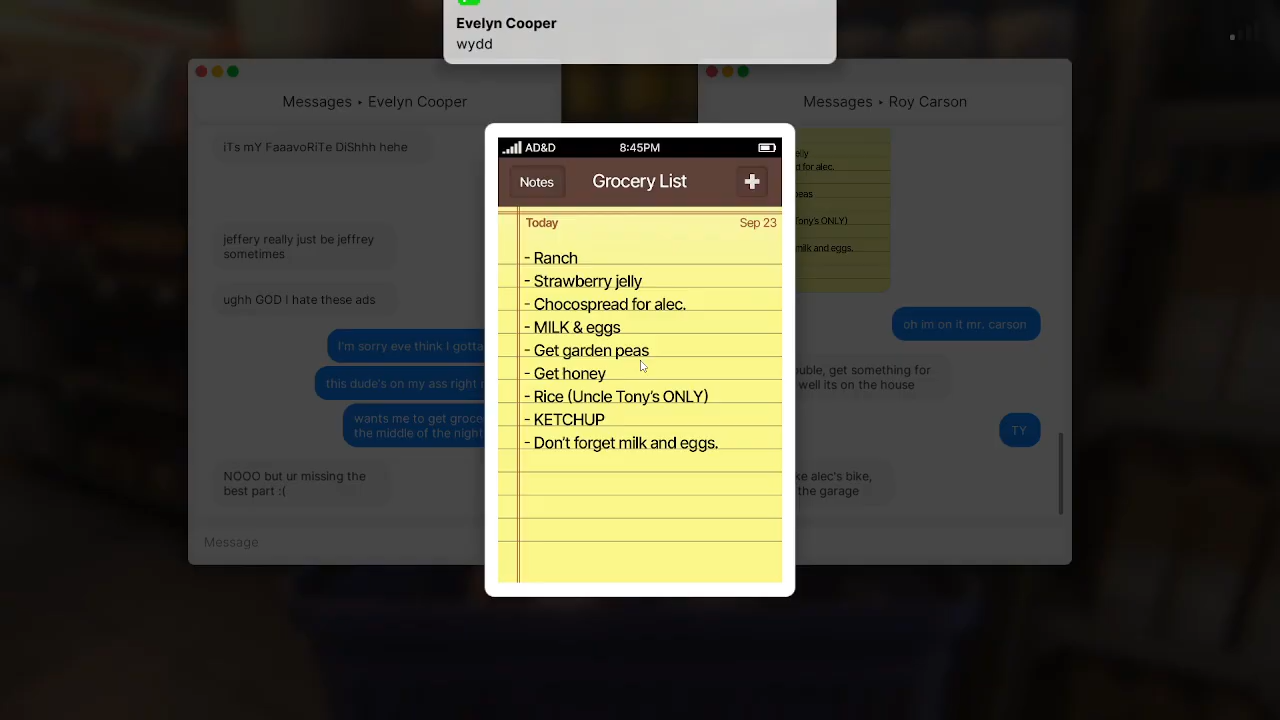 Evelyn Cooper
wydd
Messages ‣ Evelyn Cooper
iTs mY FaaavoRiTe DiShhh hehe
jeffery really just be jeffrey
sometimes
ughh GOD I hate these ads
I'm sorry eve think I gotta
this dude's on my ass right
wants me to get
the middle of the night
NOOO but ur missing the
best part :(
Message
AD&D
8:45PM
Notes
Grocery List
Today
Sep 23
- Ranch
- Strawberry jelly
- Chocospread for alec.
- MILK & eggs
- Get garden peas
- Get honey
- Rice (Uncle Tony's ONLY)
- KETCHUP
- Don't forget milk and eggs.
Messages ‣ Roy Carson
elly
d for alec.
eas
ony's ONLY)
milk and eggs.
oh im on it mr. carson
get something for
well its on the house
TY
alec's bike,
the garage